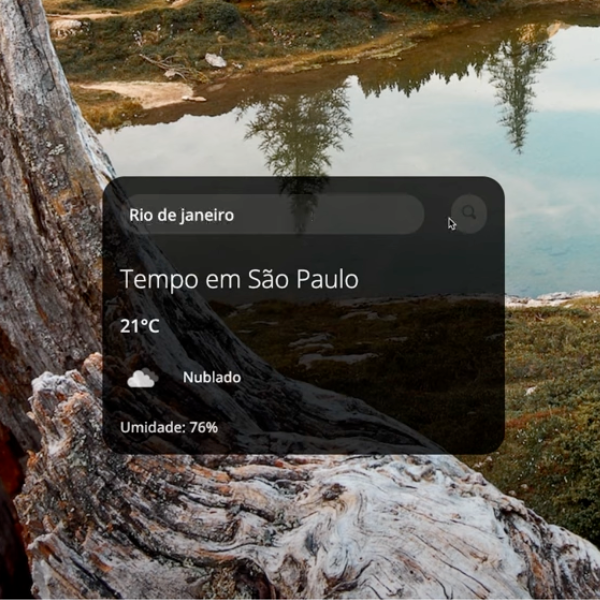 Rio de janeiro
Tempo em São Paulo
21°C
Nublado
Umidade: 76%